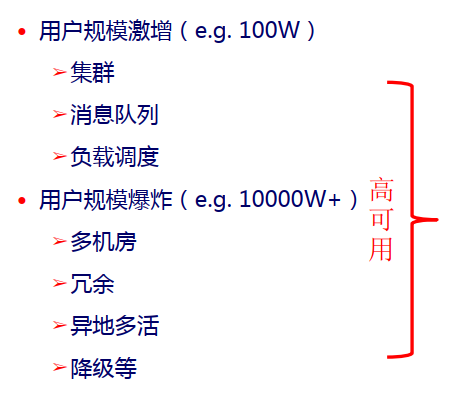 • 用户规模激增（e.g. 100W）
➢集群
➢消息队列
➢负载调度
• 用户规模爆炸（e.g. 10000W+）
➢多机房
➢冗余
➢异地多活
➢降级等
高可用